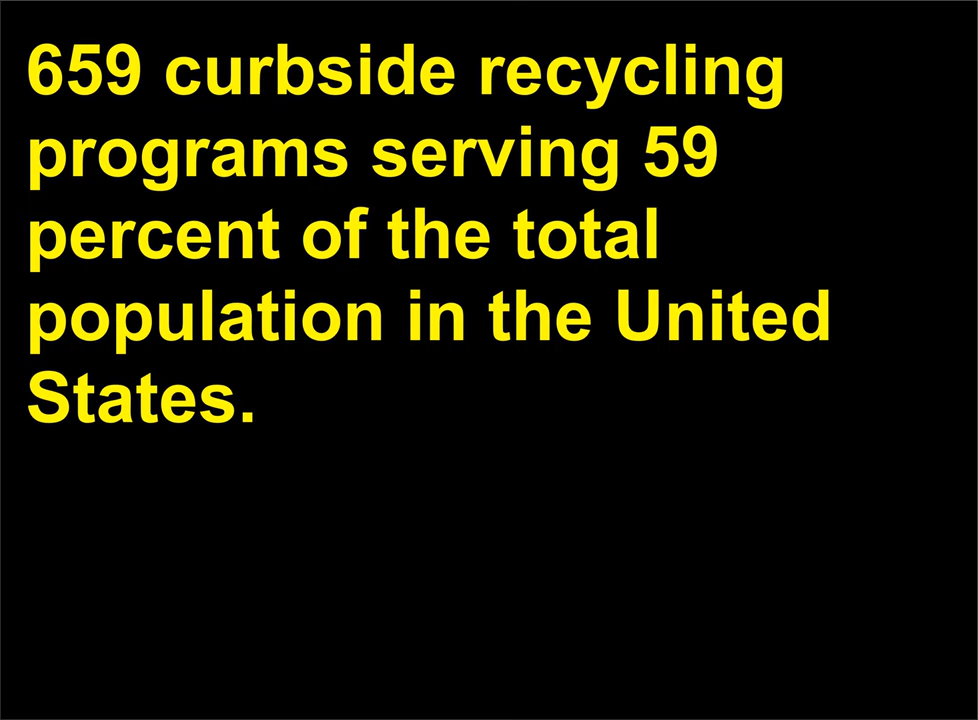 659 curbside recycling
programs serving 59
percent of the total
population in the United
States.